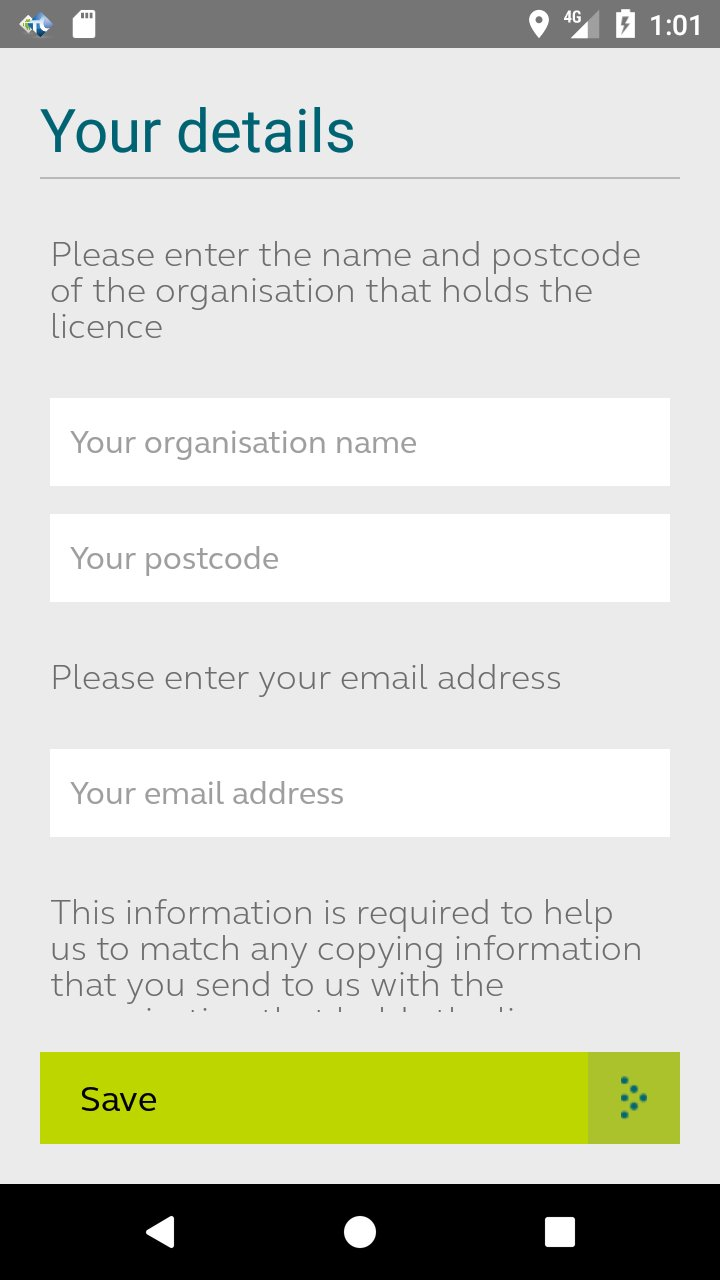 4G
1:01
Your details
Please enter the name and postcode
of the organisation that holds the
licence
Your organisation name
Your postcode
Please enter your email address
Your email address
This information is required to help
us to match any copying information
that you send to us with the
Save